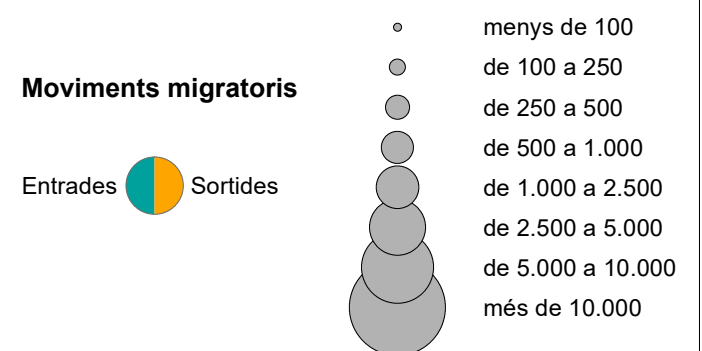 Moviments migratoris
Entrades Sortides
menys de 100
de 100 a 250
de 250 a 500
de 500 a 1.000
de 1.000 a 2.500
de 2.500 a 5.000
de 5.000 a 10.000
més de 10.000